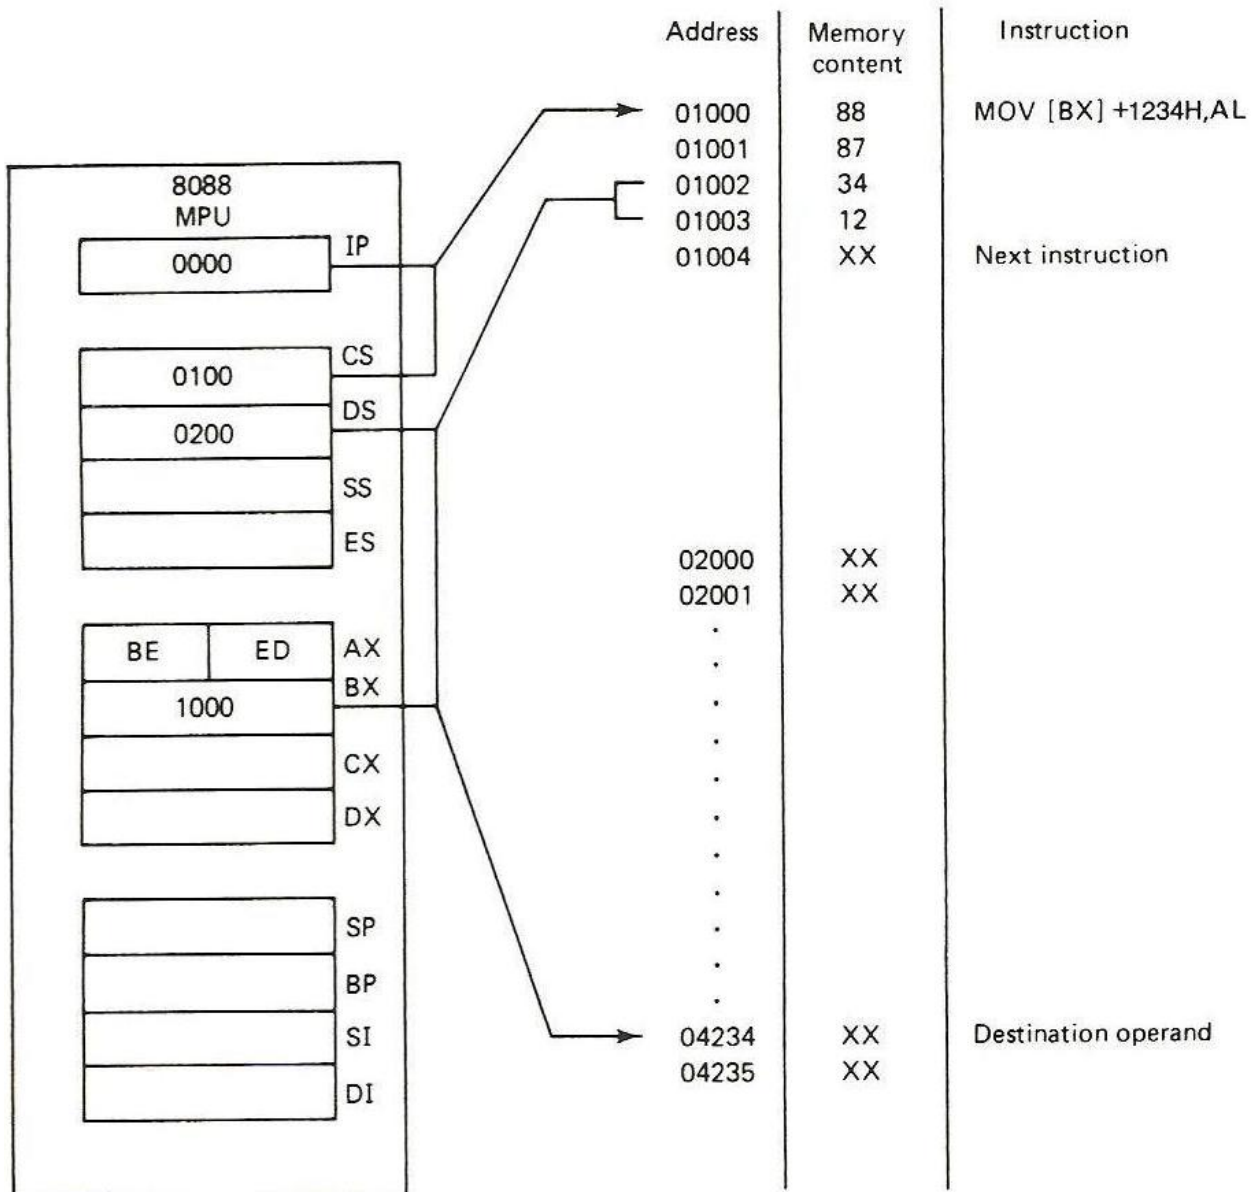 Address Memory content Instruction
01000 88 MOV [BX] +1234H,AL
01001 87
01002 34
01003 12
01004 XX Next instruction
02000 XX
02001 XX
04234 XX Destination operand
04235 XX
8088
MPU
0000 IP
0100 CS
0200 DS
SS
ES
BE ED AX
1000 BX
CX
DX
SP
BP
SI
DI